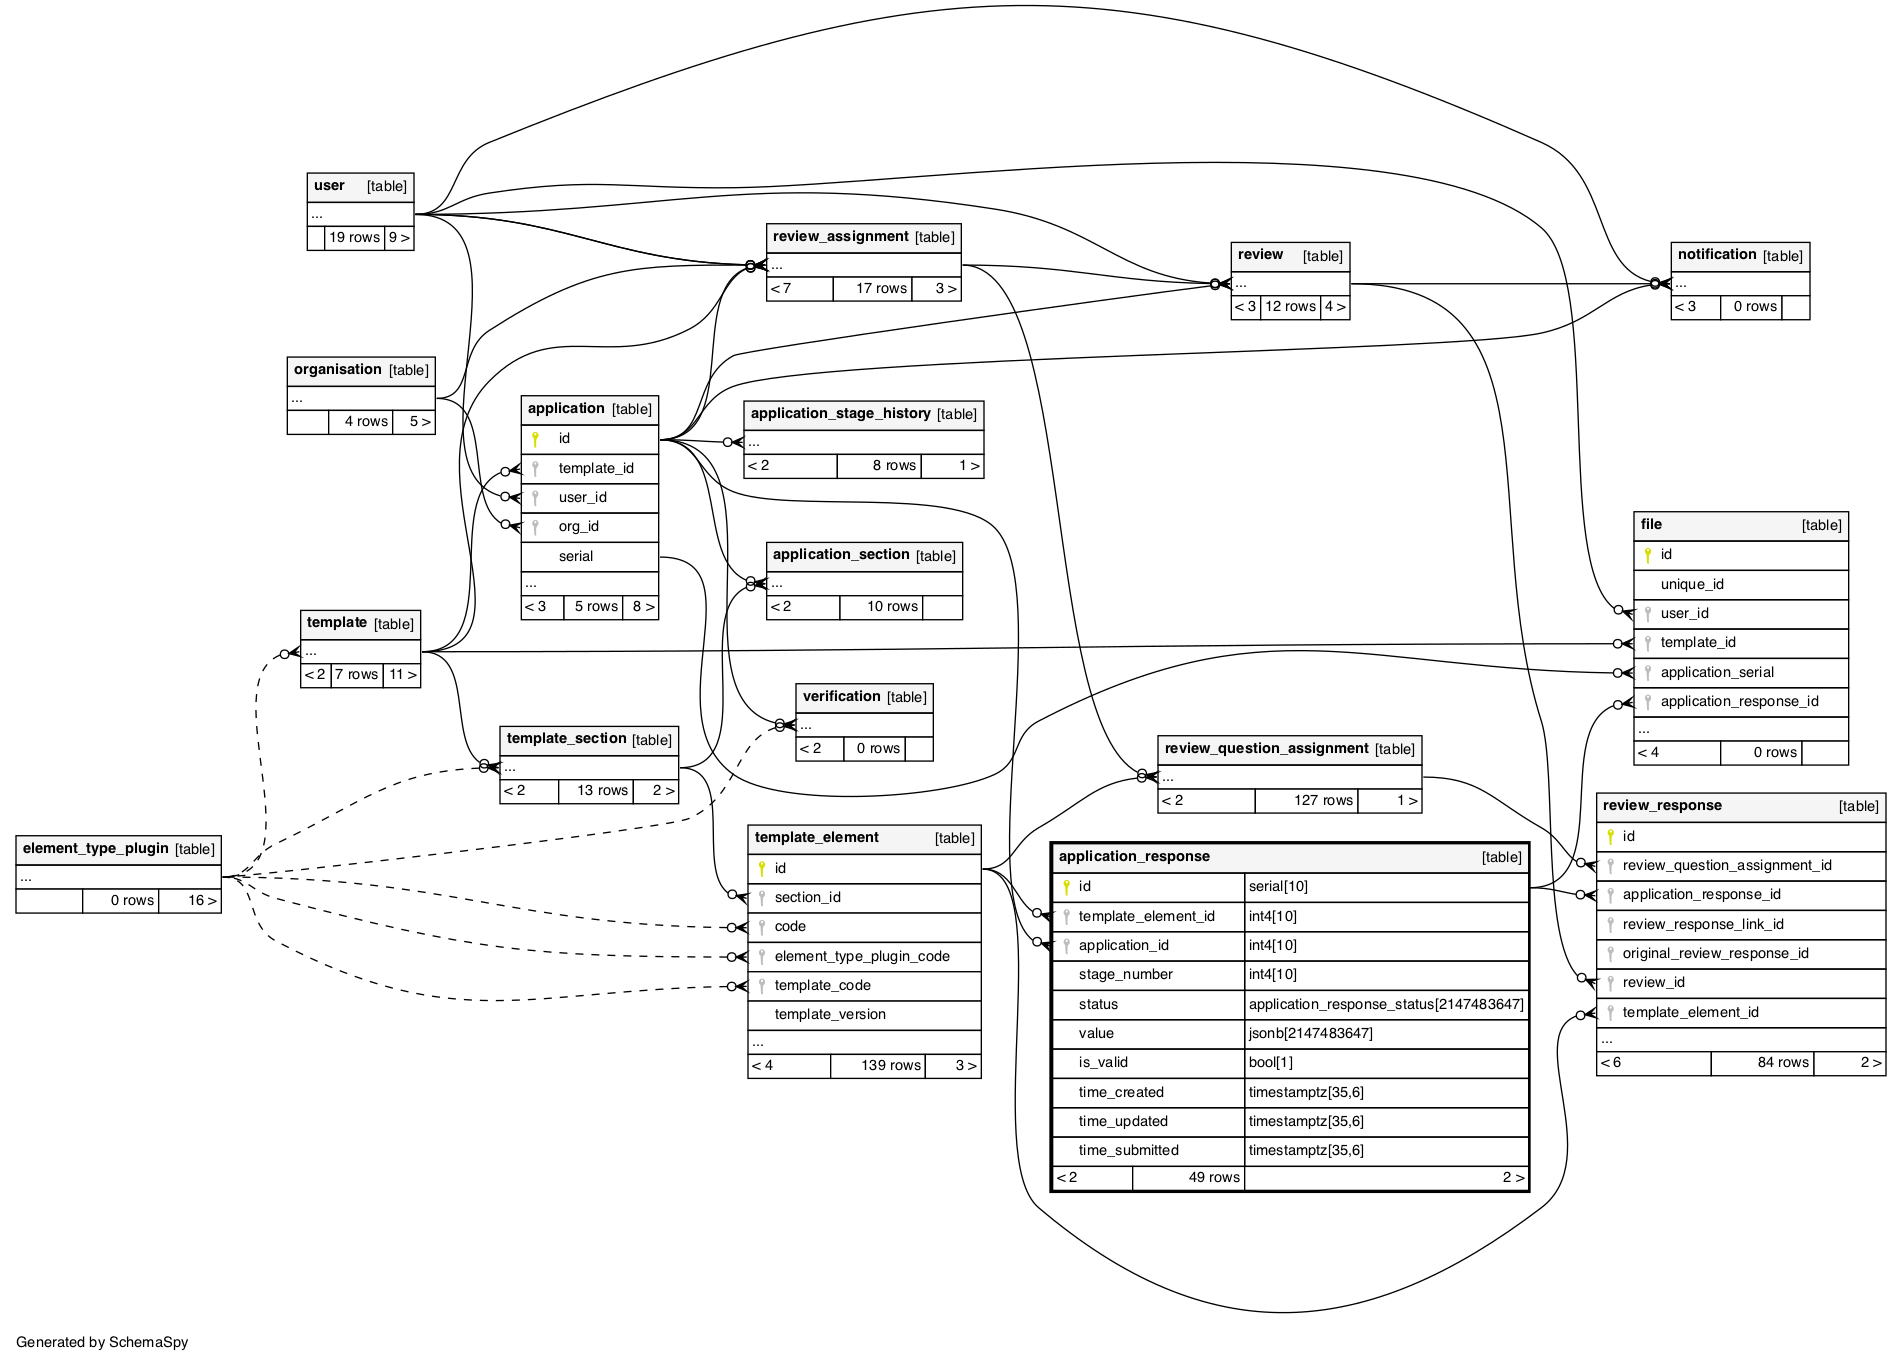 user [table]
...
19 rows 9 >
review_assignment [table]
...
< 7 17 rows 3 >
review [table]
...
< 3 12 rows 4 >
notification [table]
...
< 3 0 rows
organisation [table]
...
4 rows 5 >
application [table]
id
template_id
user_id
org_id
serial
...
< 3 5 rows 8 >
application_stage_history [table]
...
< 2 8 rows 1 >
application_section [table]
...
< 2 10 rows
file [table]
id
unique_id
user_id
template_id
application_serial
application_response_id
...
< 4 0 rows
template [table]
...
< 2 7 rows 11 >
verification [table]
...
< 2 0 rows
template_section [table]
...
< 2 13 rows 2 >
review_question_assignment [table]
...
< 2 127 rows 1 >
review_response [table]
id
review_question_assignment_id
application_response_id
review_response_link_id
original_review_response_id
review_id
template_element_id
...
< 6 84 rows 2 >
element_type_plugin [table]
...
0 rows 16 >
template_element [table]
id
section_id
code
element_type_plugin_code
template_code
template_version
...
< 4 139 rows 3 >
application_response [table]
id serial[10]
template_element_id int4[10]
application_id int4[10]
stage_number int4[10]
status application_response_status[2147483647]
value jsonb[2147483647]
is_valid bool[1]
time_created timestamptz[35,6]
time_updated timestamptz[35,6]
time_submitted timestamptz[35,6]
< 2 49 rows 2 >
Generated by SchemaSpy